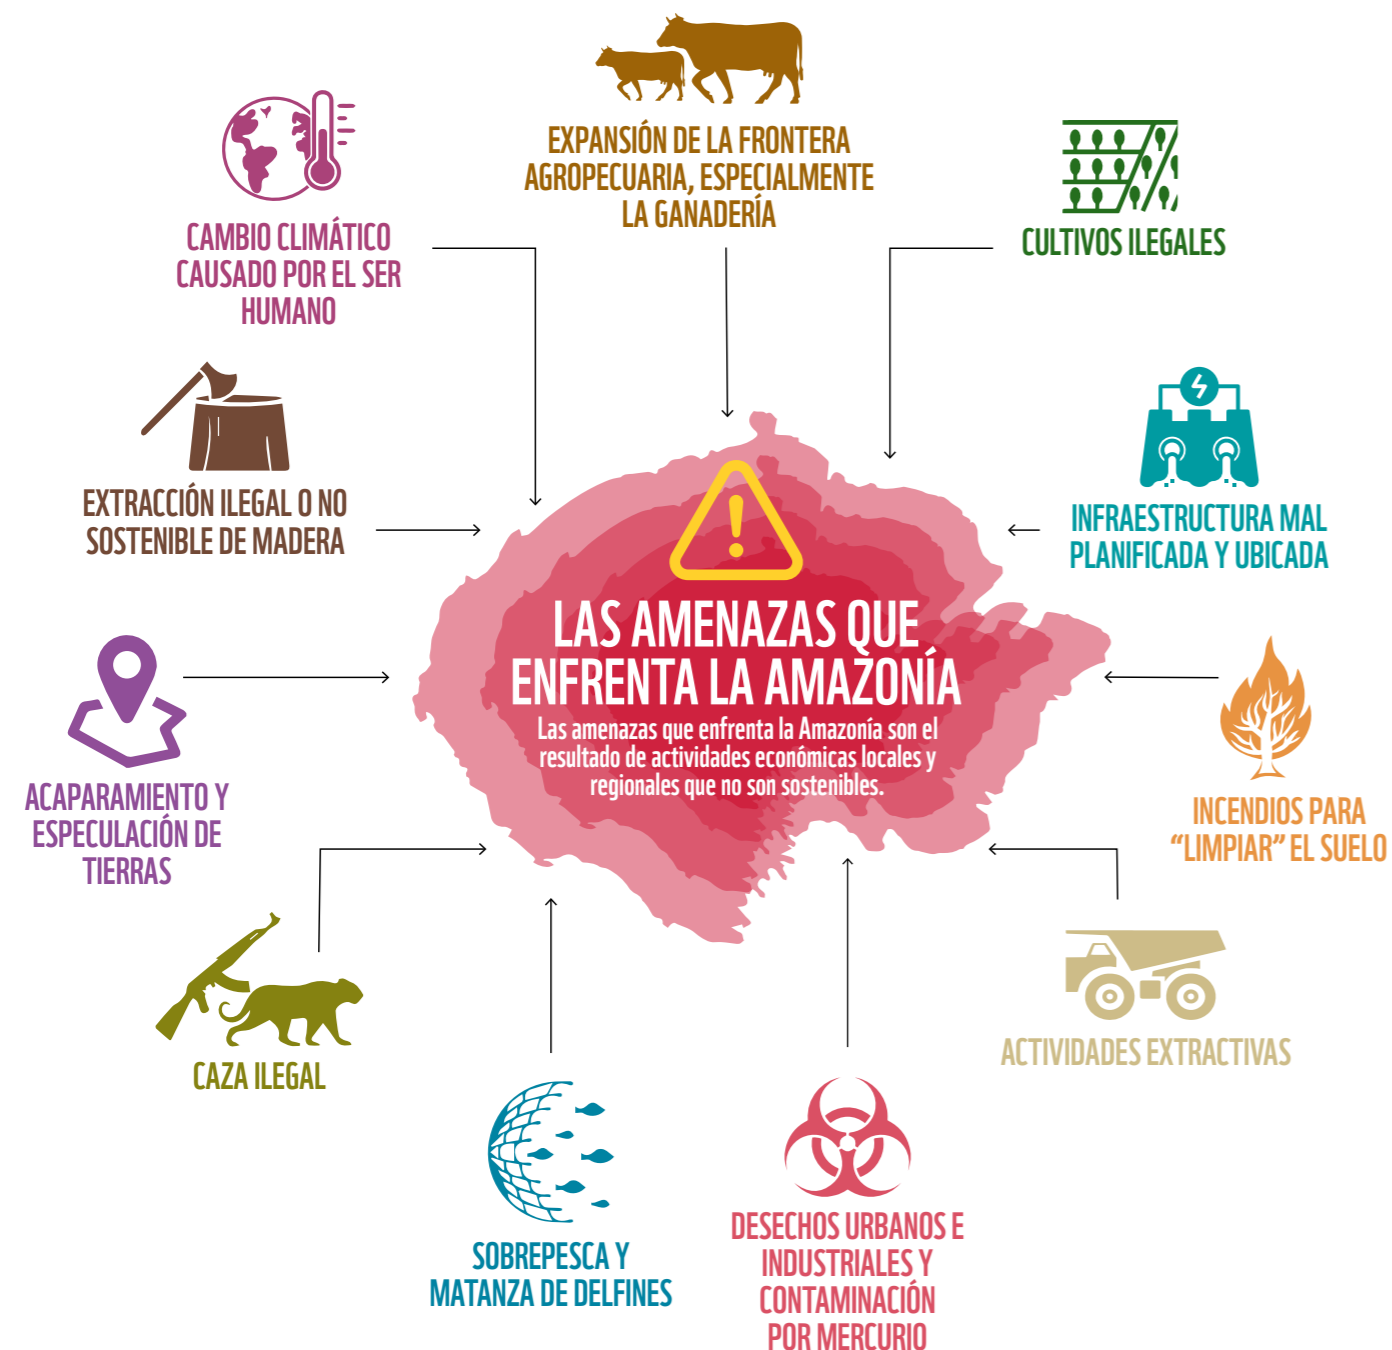 EXPANSIÓN DE LA FRONTERA
AGROPECUARIA, ESPECIALMENTE
LA GANADERÍA
CAMBIO CLIMÁTICO
CAUSADO POR EL SER
HUMANO
CULTIVOS ILEGALES
EXTRACCIÓN ILEGAL O NO
SOSTENIBLE DE MADERA
INFRAESTRUCTURA MAL
PLANIFICADA Y UBICADA
LAS AMENAZAS QUE
ENFRENTA LA AMAZONÍA
Las amenazas que enfrenta la Amazonía son el
resultado de actividades económicas locales y
regionales que no son sostenibles.
ACAPARAMIENTO Y
ESPECULACIÓN DE
TIERRAS
INCENDIOS PARA
“LIMPIAR” EL SUELO
CAZA ILEGAL
ACTIVIDADES EXTRACTIVAS
SOBREPESCA Y
MATANZA DE DELFINES
DESECHOS URBANOS E
INDUSTRIALES Y
CONTAMINACIÓN
POR MERCURIO